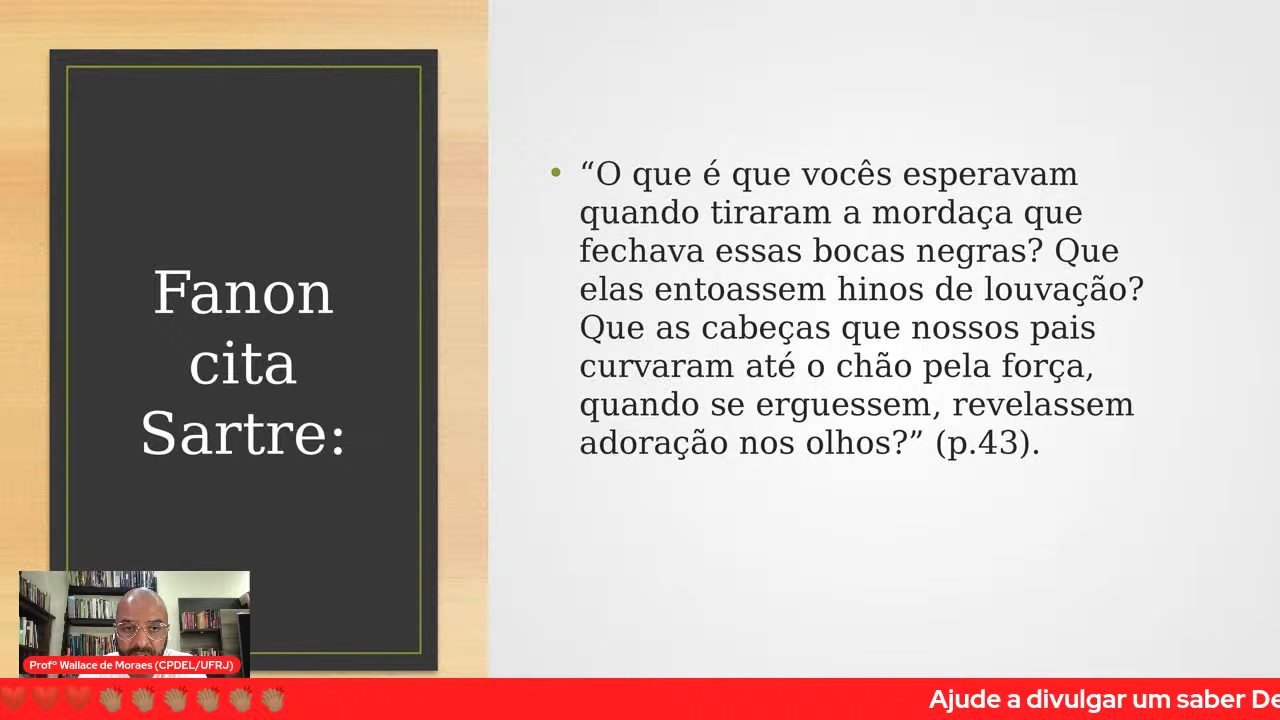 Fanon
cita
Sartre:
• “O que é que vocês esperavam
quando tiraram a mordaça que
fechava essas bocas negras? Que
elas entoassem hinos de louvação?
Que as cabeças que nossos pais
curvaram até o chão pela força,
quando se erguessem, revelassem
adoração nos olhos?” (p.43).
Profº Wallace de Moraes (CPDEL/UFRJ)
Ajude a divulgar um saber De